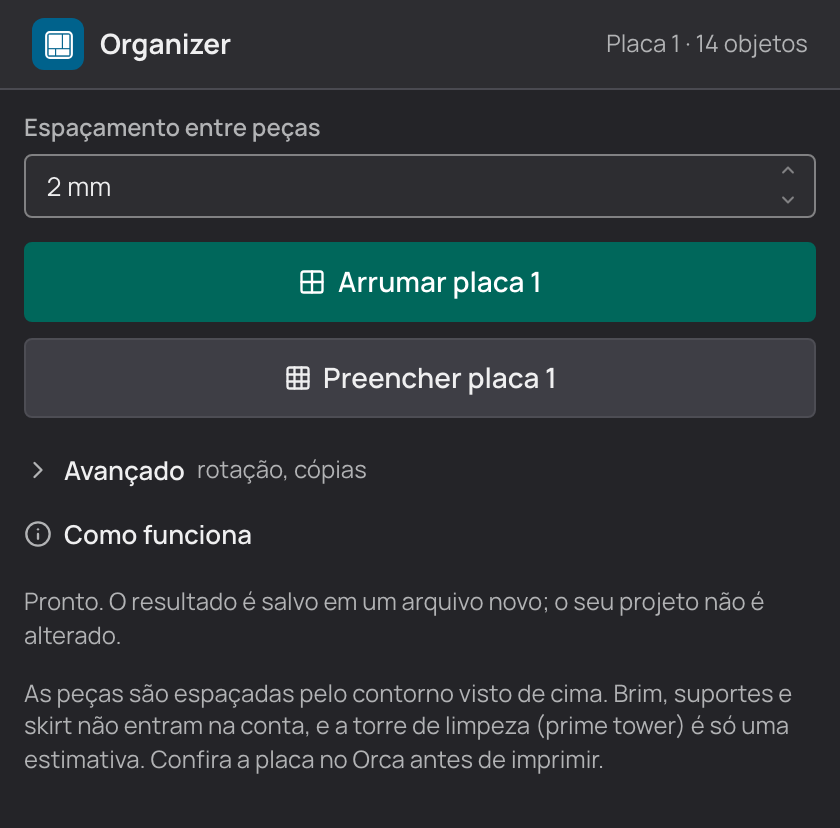 Organizer
Placa 1 · 14 objetos
Espaçamento entre peças
2 mm
Arrumar placa 1
Preencher placa 1
Avançado rotação, cópias
Como funciona
Pronto. O resultado é salvo em um arquivo novo; o seu projeto não é
alterado.
As peças são espaçadas pelo contorno visto de cima. Brim, suportes e
skirt não entram na conta, e a torre de limpeza (prime tower) é só uma
estimativa. Confira a placa no Orca antes de imprimir.